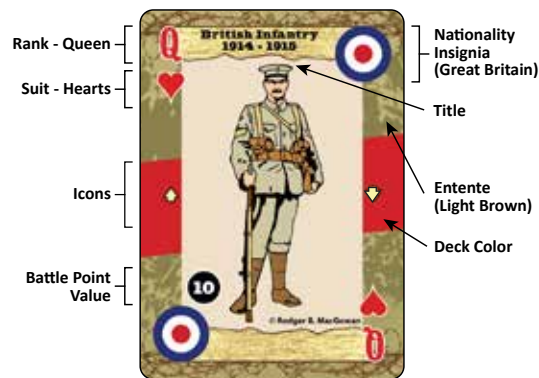 Rank - Queen
Suit - Hearts
Icons
Battle Point
Value
Q
British Infantry
1914 - 1915
10
© Rodger B. MacGowan
Q
Nationality
Insignia
(Great Britain)
Title
Entente
(Light Brown)
Deck Color